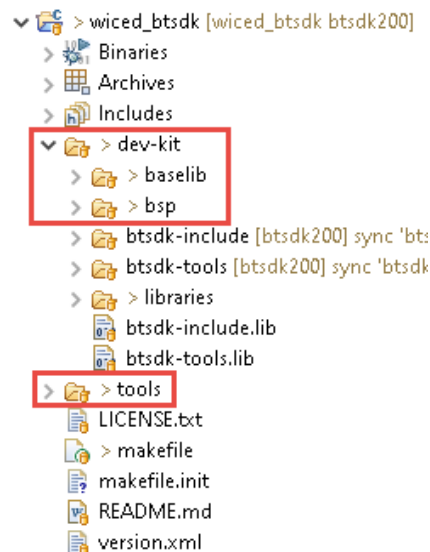 > wiced_btsdk [wiced_btsdk btsdk200]
Binaries
Archives
Includes
> dev-kit
> baselib
> bsp
btsdk-include [btsdk200] sync 'bts
btsdk-tools [btsdk200] sync 'btsdk
> libraries
btsdk-include.lib
btsdk-tools.lib
> tools
LICENSE.txt
> makefile
makefile.init
README.md
version.xml